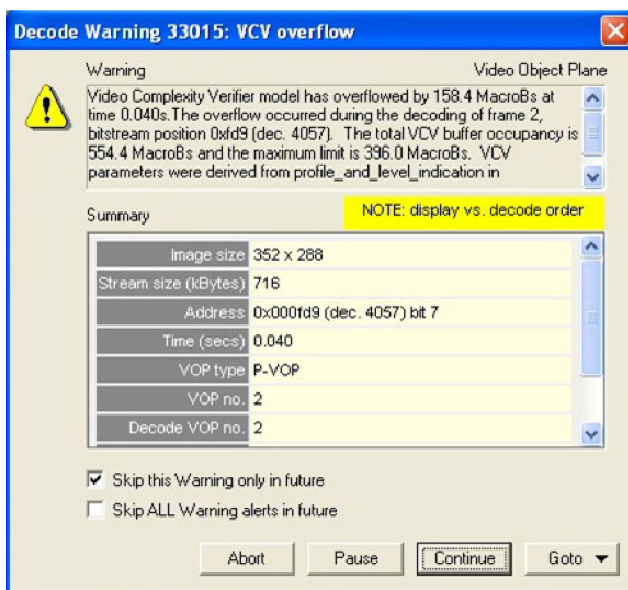 Decode Warning 33015: VCV overflow
Warning Video Object Plane
Video Complexity Verifier model has overflowed by 158.4 MacroBs at
time 0.040s.The overflow occurred during the decoding of frame 2,
bitstream position 0xfd9 (dec. 4057). The total VCV buffer occupancy is
554.4 MacroBs and the maximum limit is 396.0 MacroBs. VCV
parameters were derived from profile_and_level_indication in
Summary NOTE: display vs. decode order
Image size 352 x 288
Stream size (kBytes) 716
Address 0x000fd9 (dec. 4057) bit 7
Time (secs) 0.040
VOP type P-VOP
VOP no. 2
Decode VOP no. 2
Skip this Warning only in future
Skip ALL Warning alerts in future
Abort Pause Continue Goto